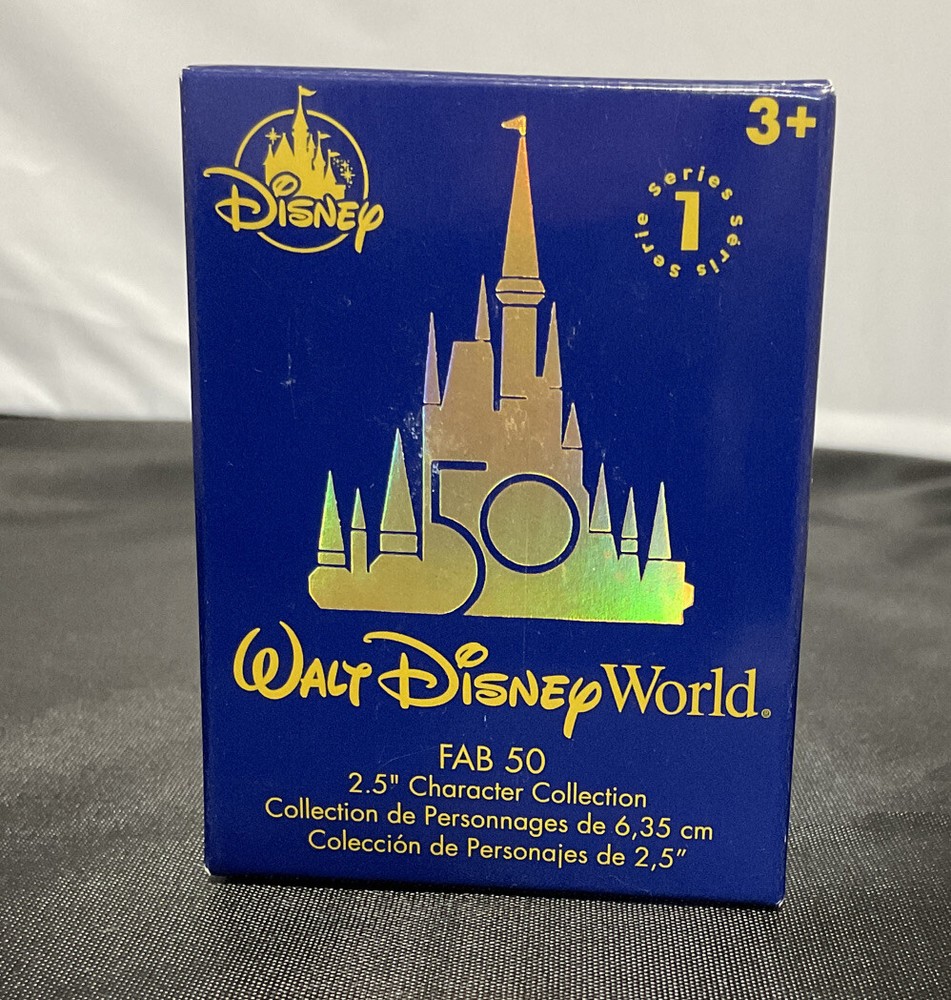 Disney
3+
Series Séris Serie
1
50
Walt Disney World®
FAB 50
2.5" Character Collection
Collection de Personnages de 6,35 cm
Colección de Personajes de 2,5”